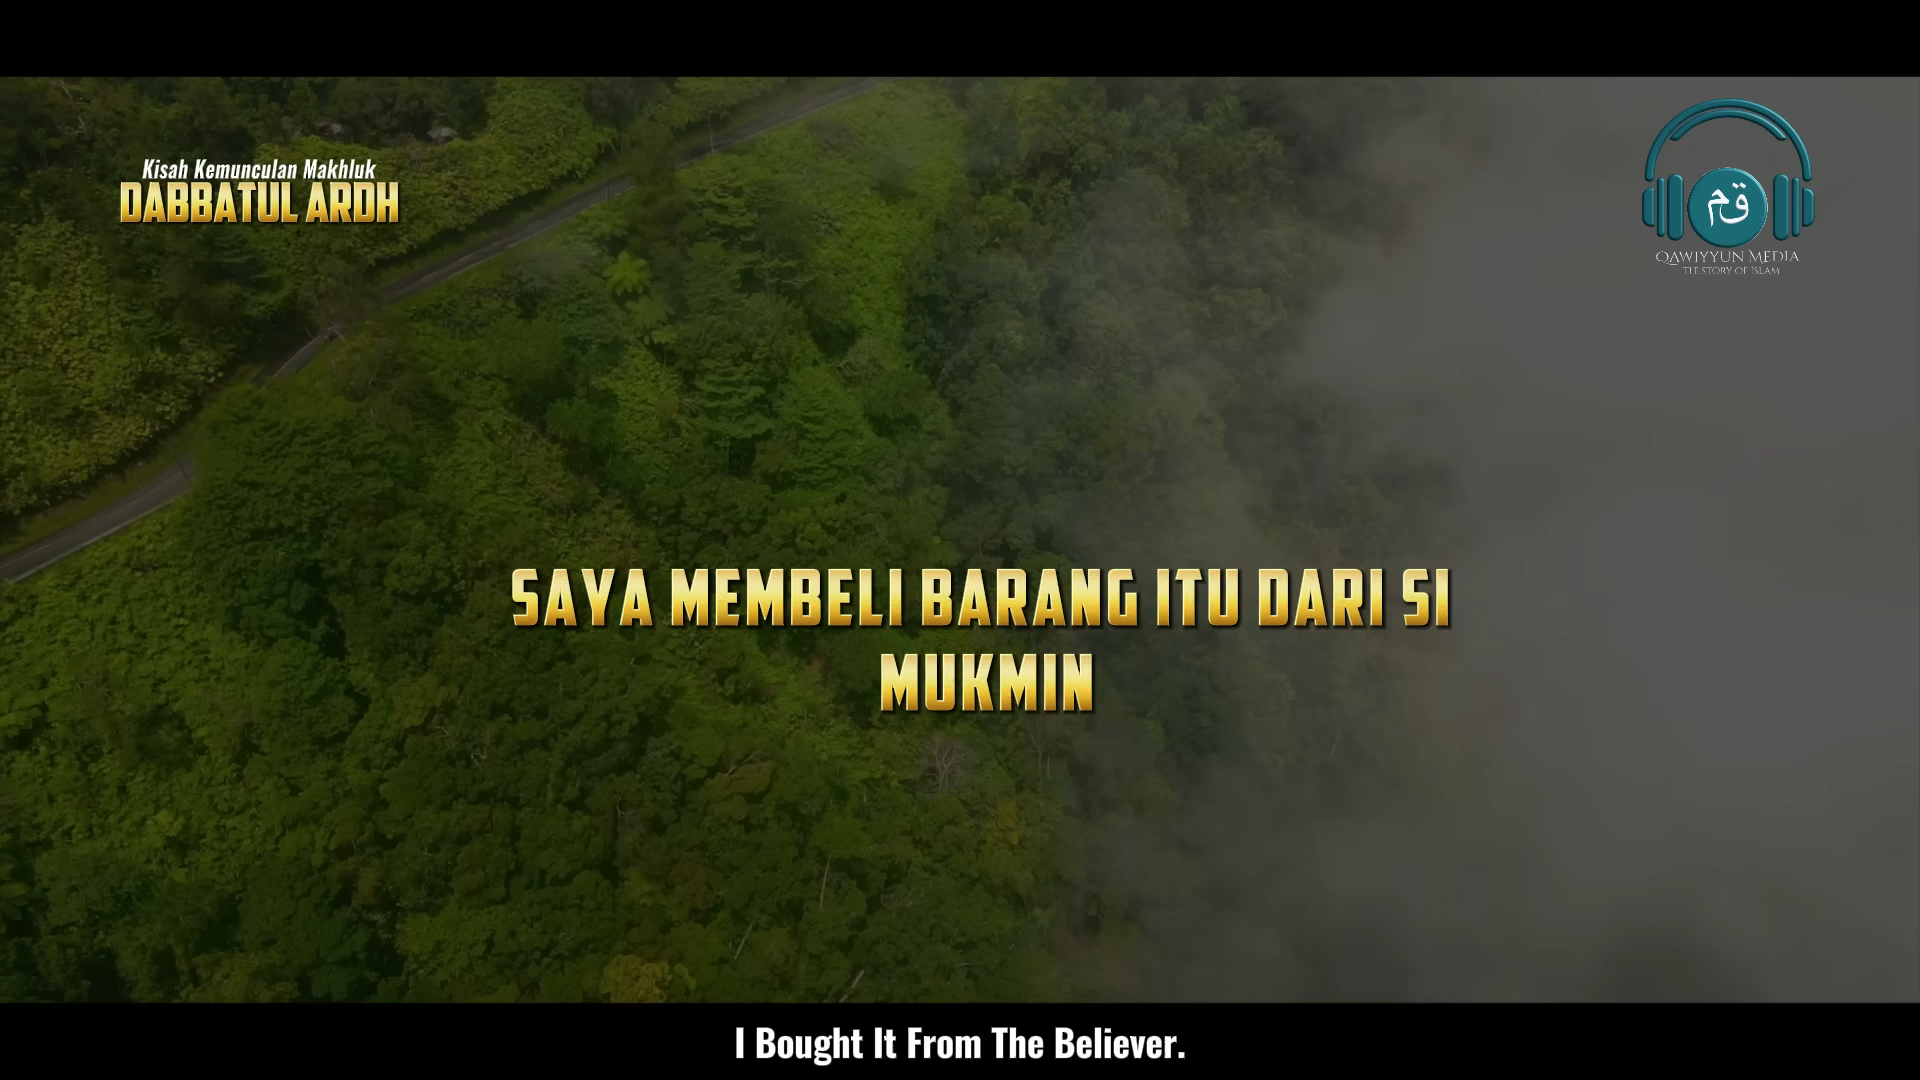 Kisah Kemunculan Makhluk
DABBATUL ARDH
قم
QAWIYYUN MEDIA
THE STORY OF ISLAM
SAYA MEMBELI BARANG ITU DARI SI
MUKMIN
I Bought It From The Believer.